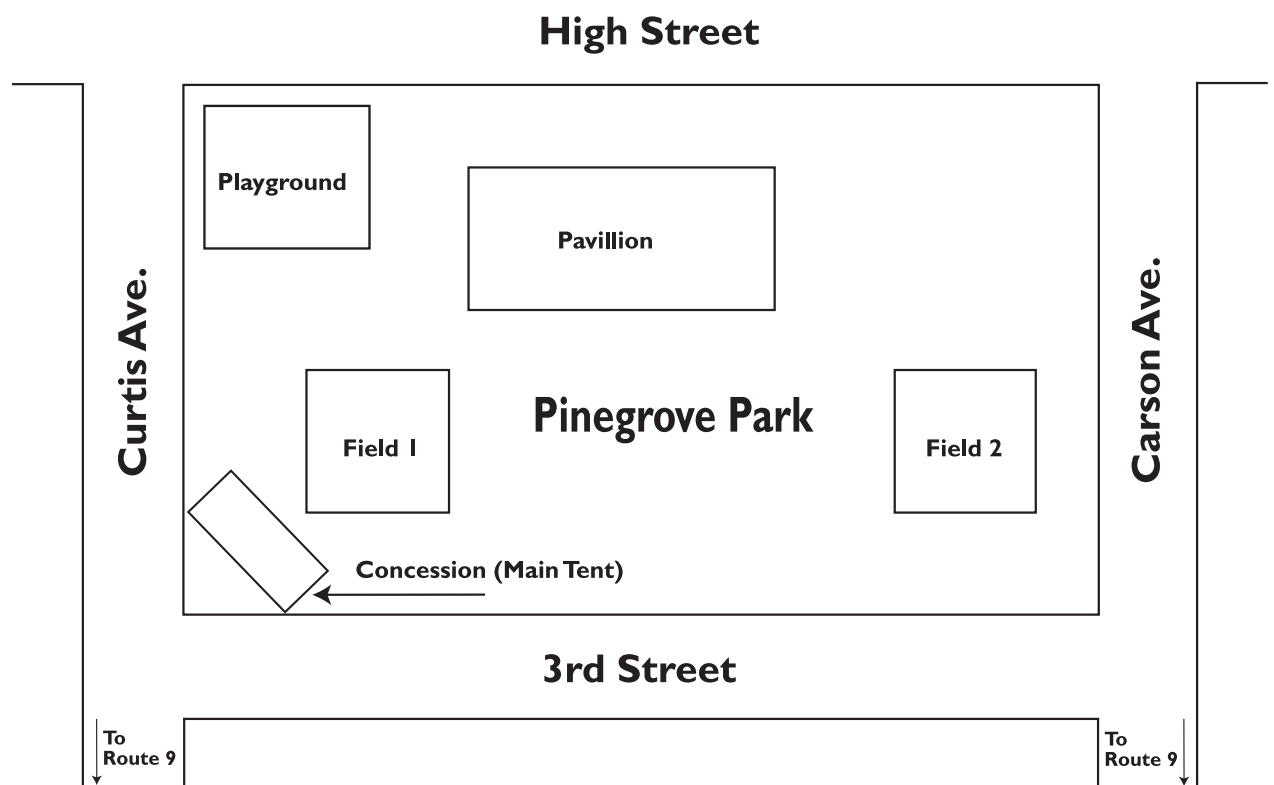 High Street
Playground
Pavillion
Curtis Ave.
Carson Ave.
Pinegrove Park
Field 1
Field 2
Concession (Main Tent)
3rd Street
To
Route 9
To
Route 9